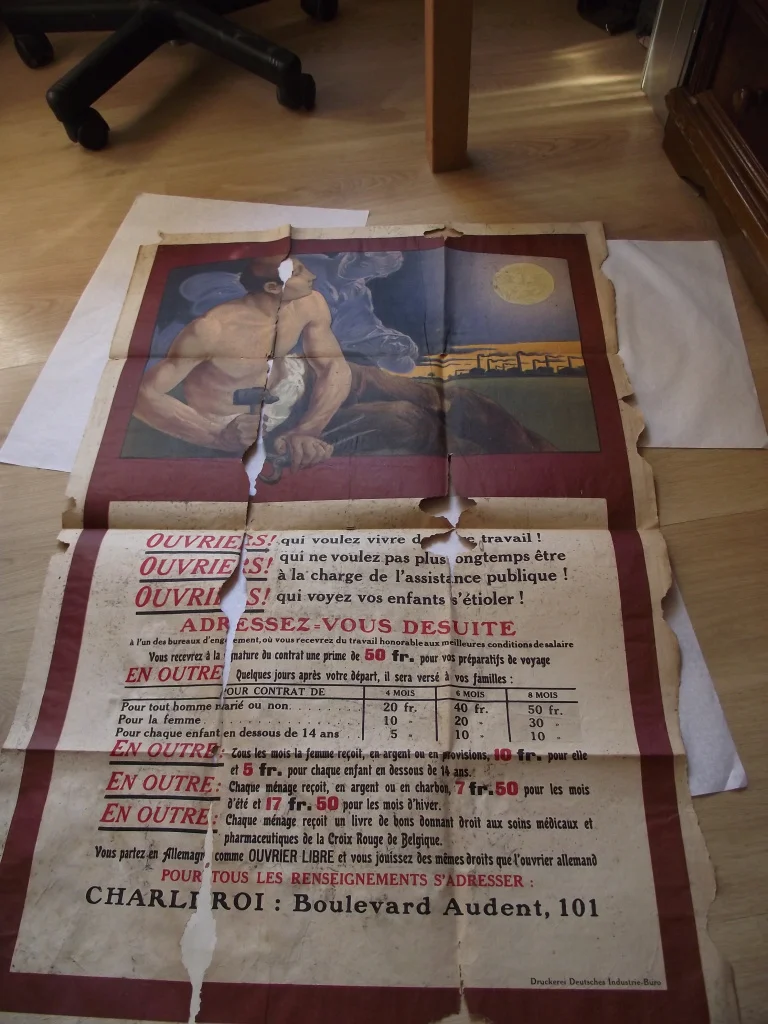 OUVRIERS! qui voulez vivre de travail !
OUVRIERS! qui ne voulez pas plus longtemps être
à la charge de l'assistance publique !
OUVRIERS! qui voyez vos enfants s'étioler !
ADRESSEZ-VOUS DESUITE
à l'un des bureaux d'engagement, où vous recevrez du travail honorable aux meilleures conditions de salaire
Vous recevrez à la signature du contrat une prime de 50 fr. pour vos préparatifs de voyage
EN OUTRE Quelques jours après votre départ, il sera versé à vos familles :
POUR CONTRAT DE 4 MOIS 6 MOIS 8 MOIS
Pour tout homme marié ou non. . . . . . . . 20 fr. 40 fr. 50 fr.
Pour la femme . . . . . . . . . . . . . 10 " 20 " 30 "
Pour chaque enfant en dessous de 14 ans . . . 5 " 10 " 10 "
EN OUTRE: Tous les mois la femme reçoit, en argent ou en provisions, 10 fr. pour elle
et 5 fr. pour chaque enfant en dessous de 14 ans.
EN OUTRE: Chaque ménage reçoit, en argent ou en charbon, 7 fr. 50 pour les mois
d'été et 17 fr. 50 pour les mois d'hiver.
EN OUTRE: Chaque ménage reçoit un livre de bons donnant droit aux soins médicaux et
pharmaceutiques de la Croix Rouge de Belgique.
Vous partez en Allemagne comme OUVRIER LIBRE et vous jouissez des mêmes droits que l'ouvrier allemand
POUR TOUS LES RENSEIGNEMENTS S'ADRESSER :
CHARLEROI : Boulevard Audent, 101
Druckerei Deutsches Industrie-Büro